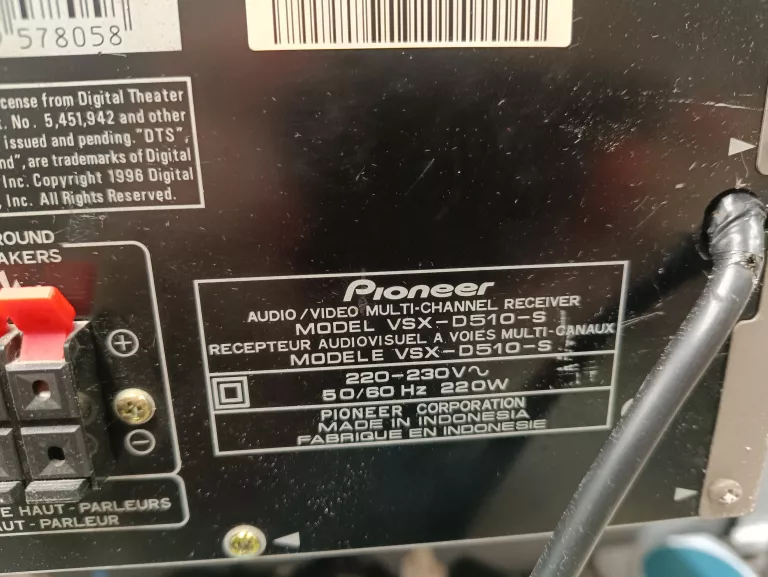 578058
cense from Digital Theater
. No. 5,451,942 and other
issued and pending. "DTS",
nd", are trademarks of Digital
Inc. Copyright 1996 Digital
, Inc. All Rights Reserved.
ROUND
AKERS
Pioneer
AUDIO/VIDEO MULTI-CHANNEL RECEIVER
MODEL VSX-D510-S
RECEPTEUR AUDIOVISUEL A VOIES MULTI-CANAUX
MODELE VSX-D510-S
220-230V~
50/60 Hz 220W
PIONEER CORPORATION
MADE IN INDONESIA
FABRIQUE EN INDONESIE
E HAUT-PARLEURS
AUT-PARLEUR